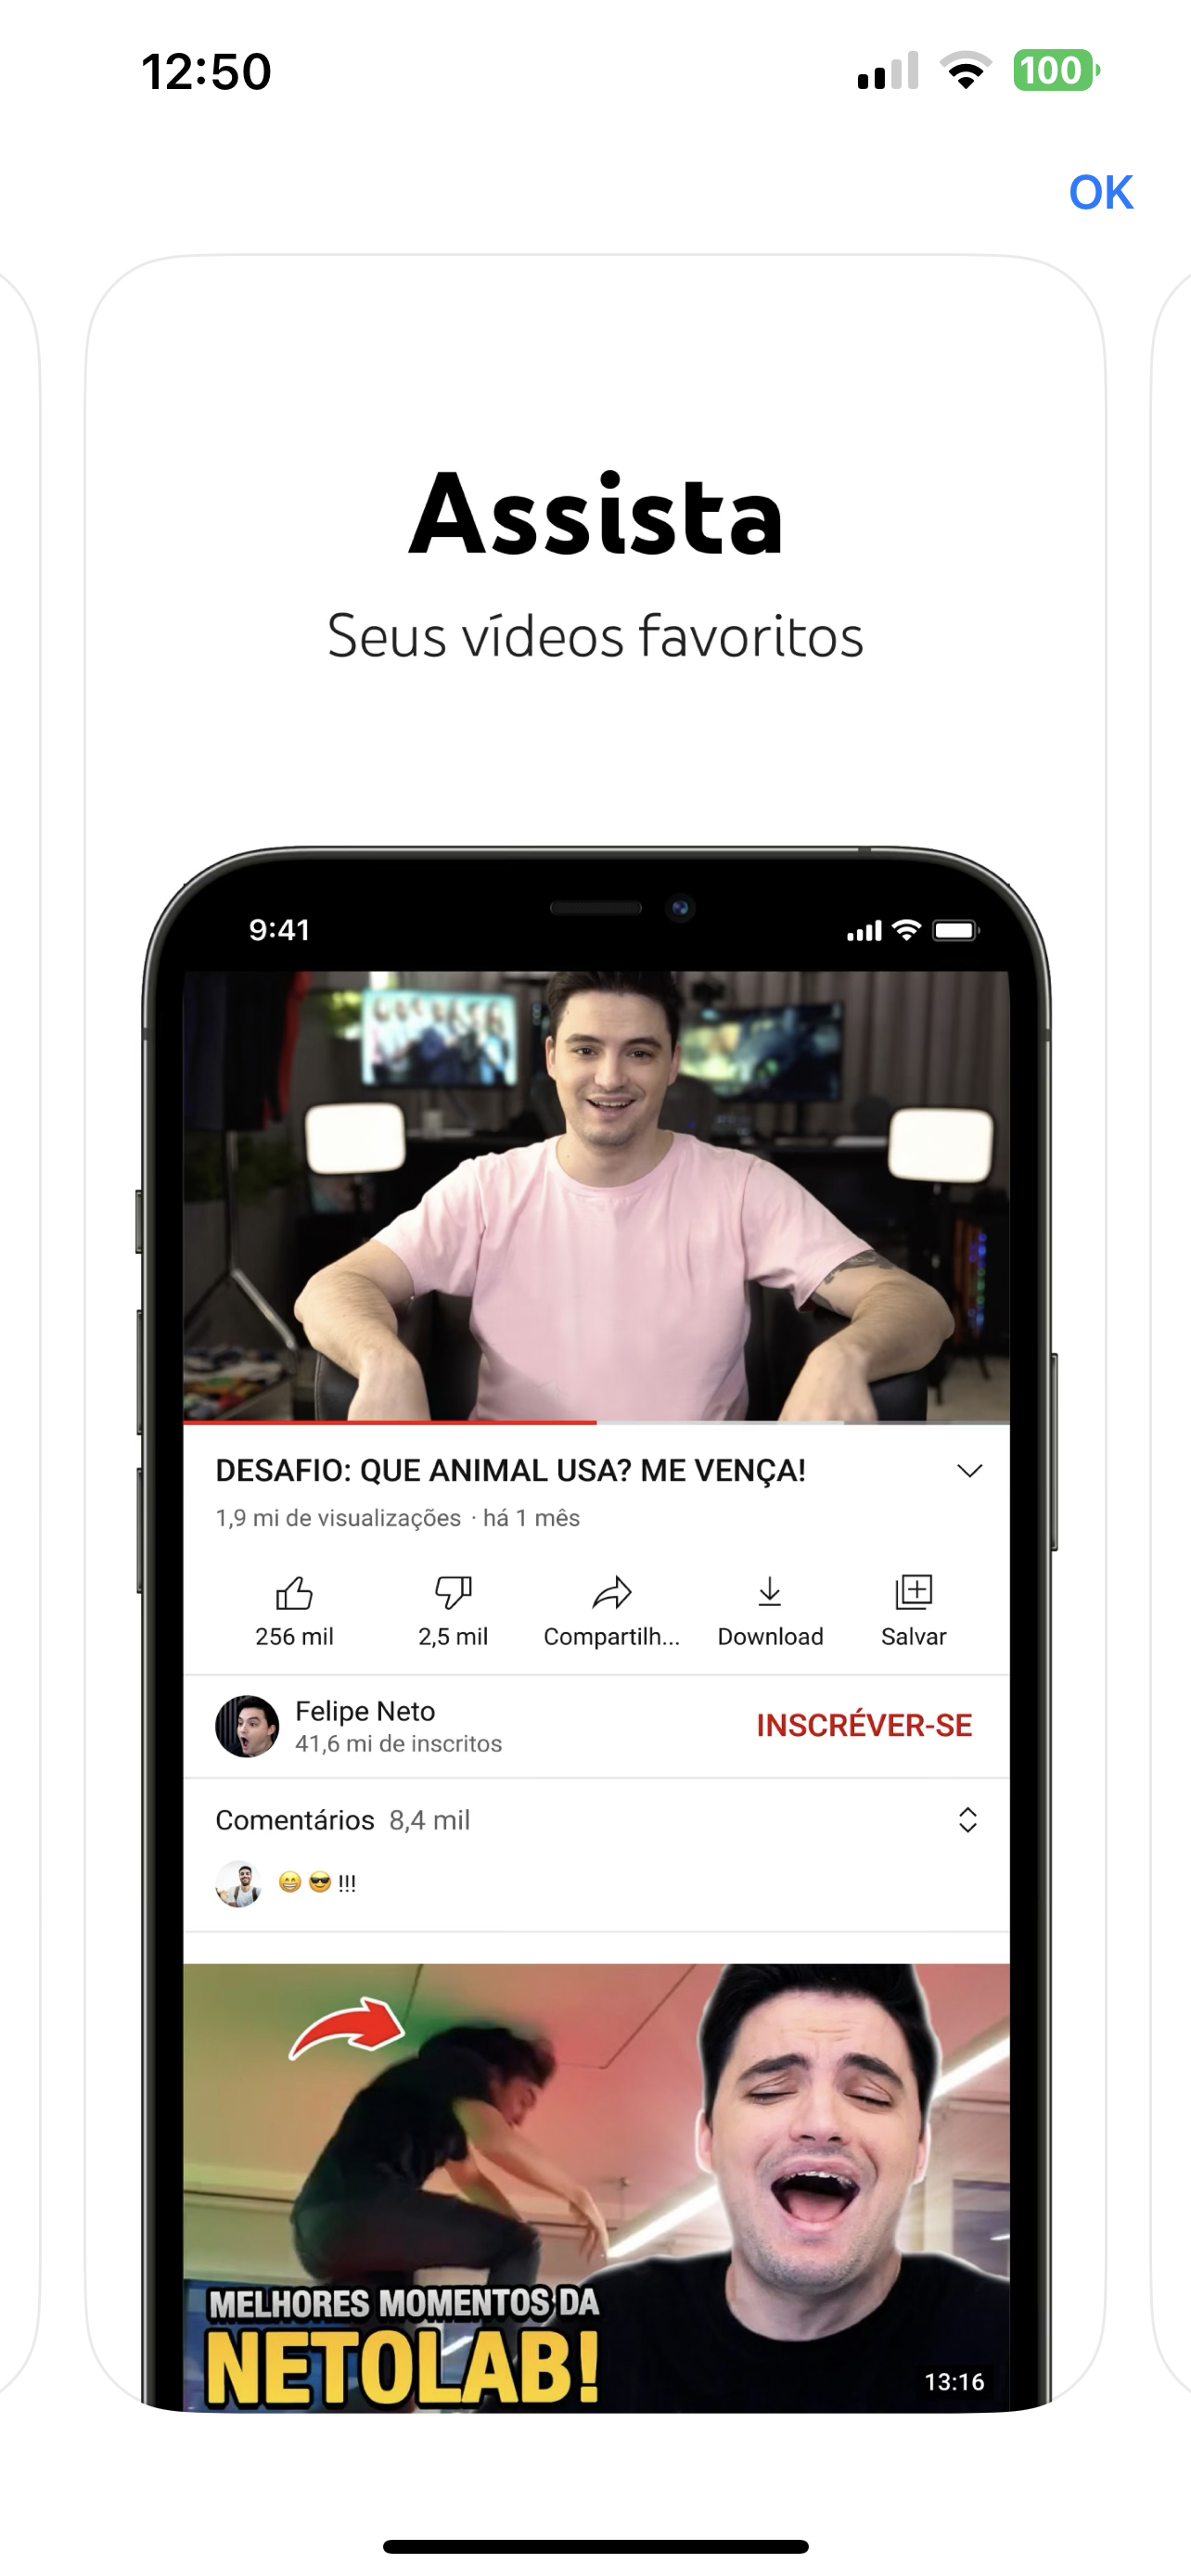 12:50
100
OK
Assista
Seus vídeos favoritos
9:41
DESAFIO: QUE ANIMAL USA? ME VENÇA!
1,9 mi de visualizações · há 1 mês
256 mil
2,5 mil
Compartilh...
Download
Salvar
Felipe Neto
INSCRÉVER-SE
41,6 mi de inscritos
Comentários 8,4 mil
😁 😎 !!!
MELHORES MOMENTOS DA
NETOLAB!
13:16